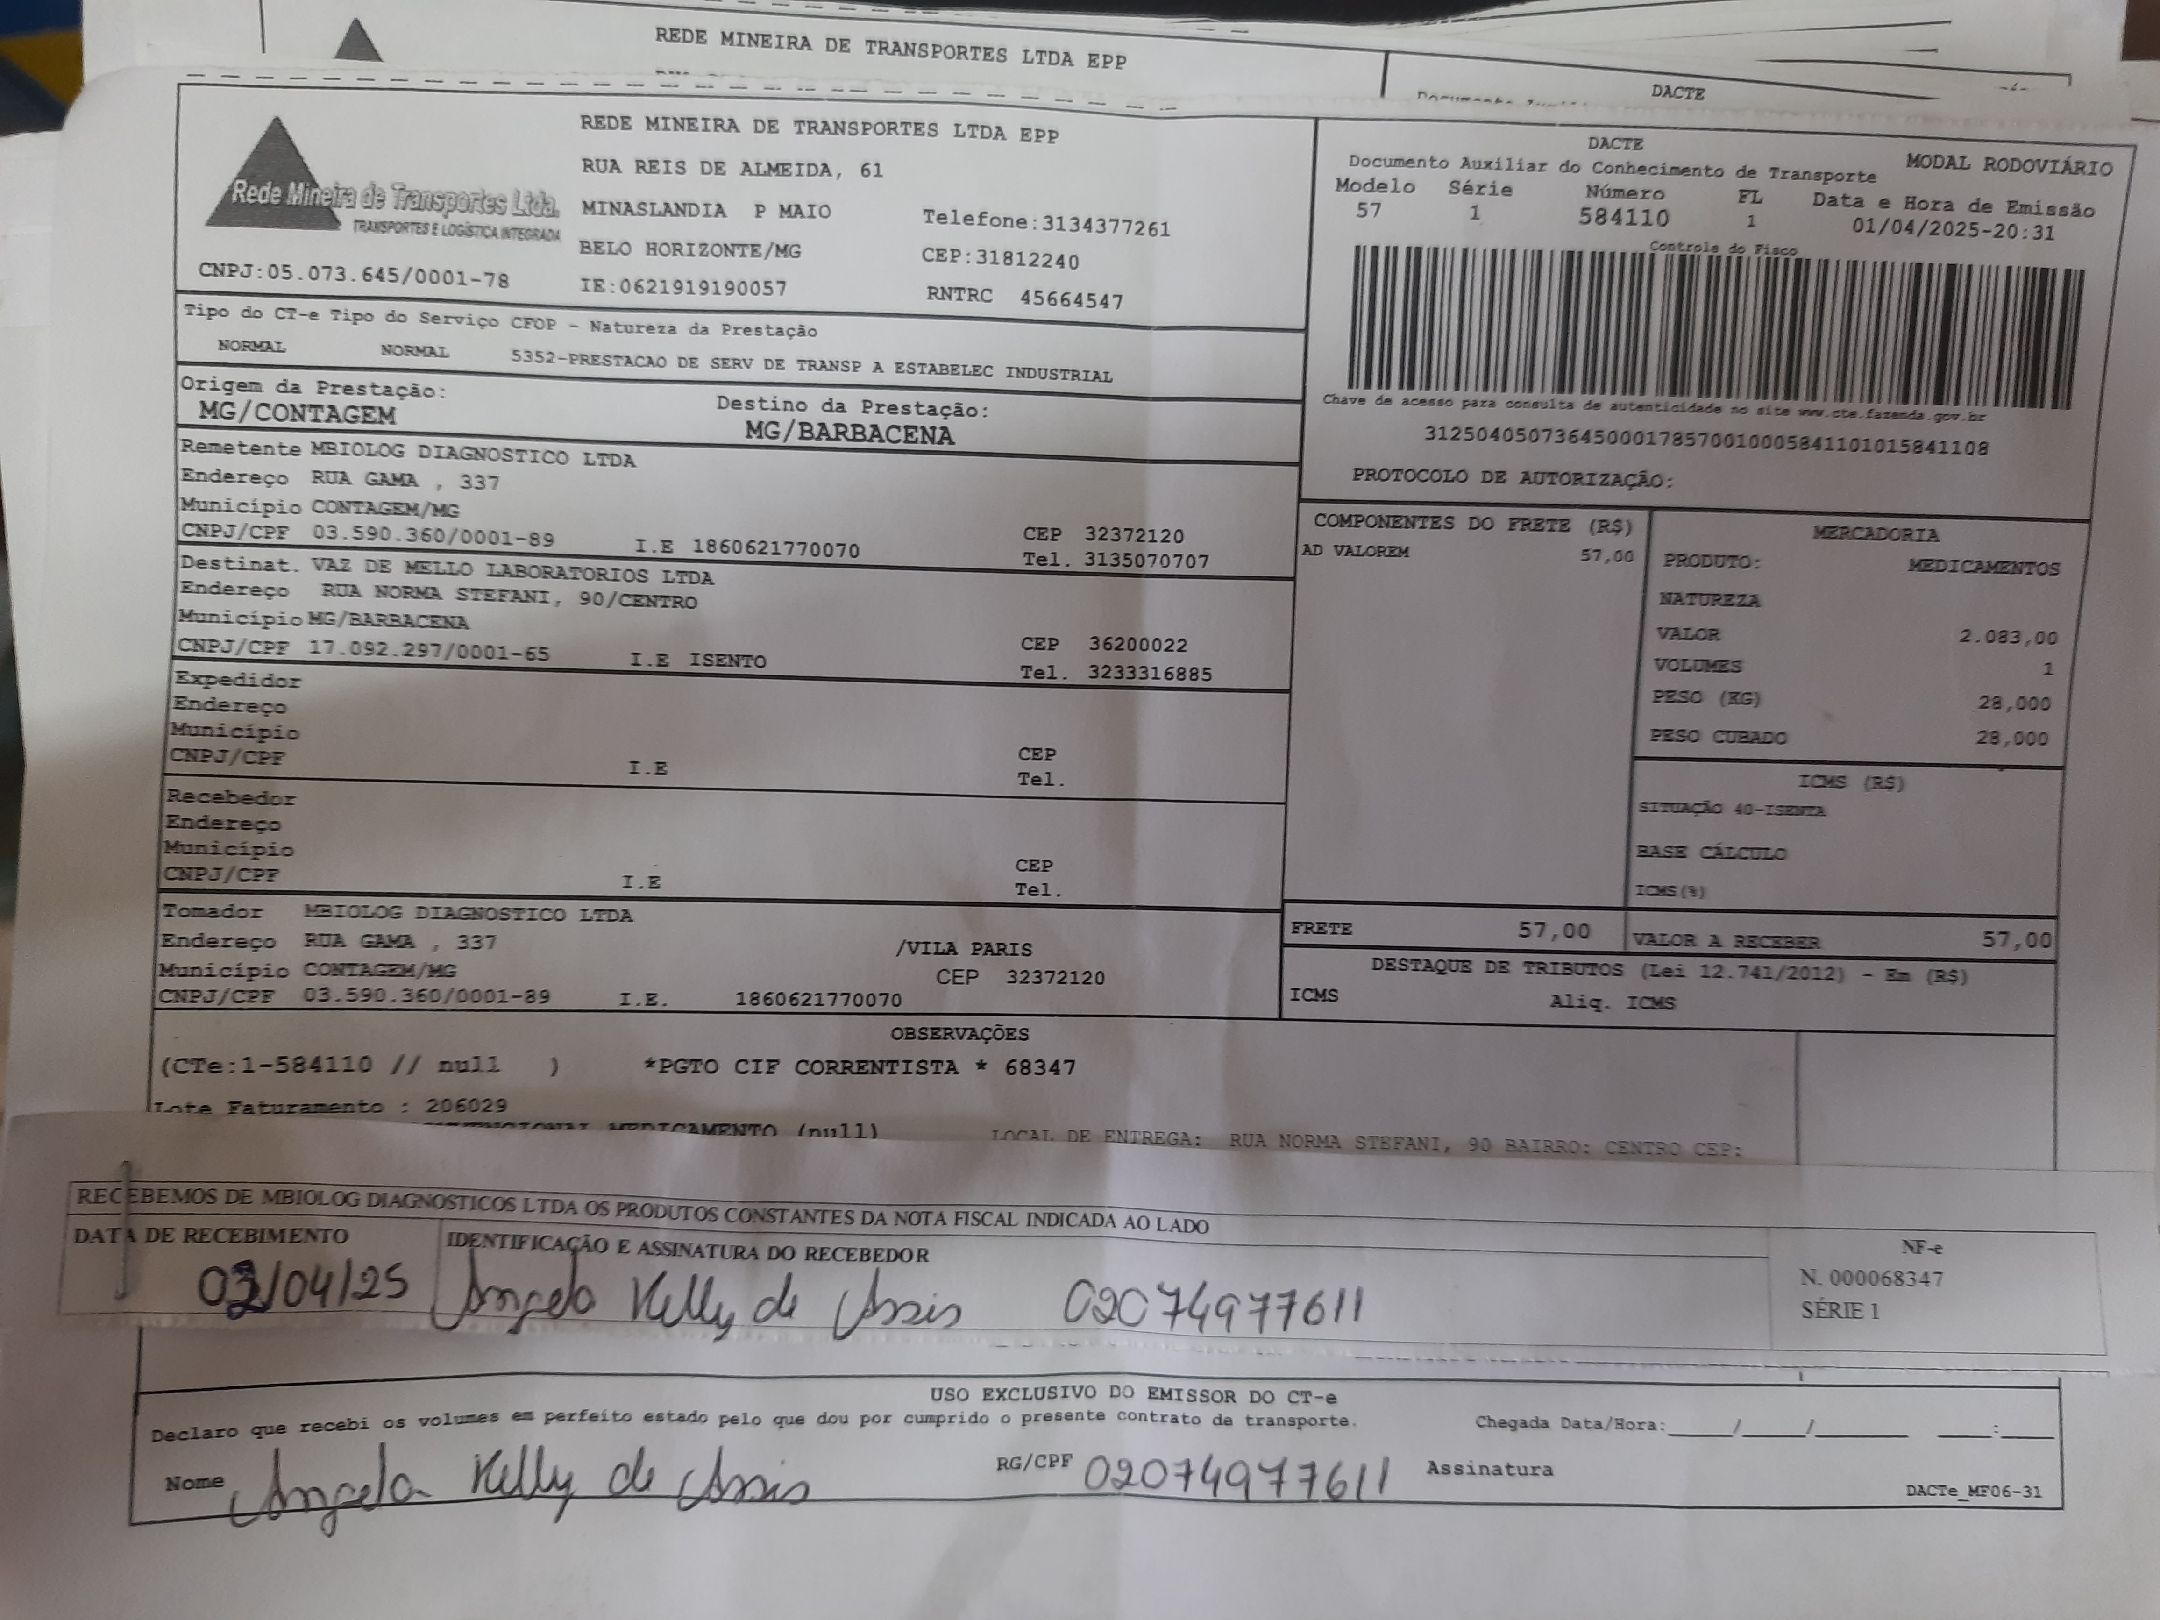 REDE MINEIRA DE TRANSPORTES LTDA EPP
DACTE
REDE MINEIRA DE TRANSPORTES LTDA EPP
RUA REIS DE ALMEIDA, 61
MINASLANDIA P MAIO Telefone:3134377261
BELO HORIZONTE/MG CEP:31812240
IE:0621919190057 RNTRC 45664547
Rede Mineira de Transportes Ltda.
TRANSPORTES E LOGÍSTICA INTEGRADA
CNPJ:05.073.645/0001-78
DACTE
Documento Auxiliar do Conhecimento de Transporte
MODAL RODOVIÁRIO
Modelo Série Número FL Data e Hora de Emissão
57 1 584110 1 01/04/2025-20:31
Controle do Fisco
Chave de acesso para consulta de autenticidade no site www.cte.fazenda.gov.br
31250405073645000178570010005841101015841108
PROTOCOLO DE AUTORIZAÇÃO:
Tipo do CT-e Tipo do Serviço CFOP - Natureza da Prestação
NORMAL NORMAL 5352-PRESTACAO DE SERV DE TRANSP A ESTABELEC INDUSTRIAL
Origem da Prestação: Destino da Prestação:
MG/CONTAGEM MG/BARBACENA
Remetente MBIOLOG DIAGNOSTICO LTDA
Endereço RUA GAMA , 337
Município CONTAGEM/MG CEP 32372120
CNPJ/CPF 03.590.360/0001-89 I.E 1860621770070 Tel. 3135070707
Destinat. VAZ DE MELLO LABORATORIOS LTDA
Endereço RUA NORMA STEFANI, 90/CENTRO
Município MG/BARBACENA CEP 36200022
CNPJ/CPF 17.092.297/0001-65 I.E ISENTO Tel. 3233316885
Expedidor
Endereço
Município CEP
CNPJ/CPF I.E Tel.
Recebedor
Endereço
Município CEP
CNPJ/CPF I.E Tel.
Tomador MBIOLOG DIAGNOSTICO LTDA
Endereço RUA GAMA , 337 /VILA PARIS
Município CONTAGEM/MG CEP 32372120
CNPJ/CPF 03.590.360/0001-89 I.E. 1860621770070
COMPONENTES DO FRETE (R$)
AD VALOREM 57,00
MERCADORIA
PRODUTO: MEDICAMENTOS
NATUREZA
VALOR 2.083,00
VOLUMES 1
PESO (KG) 28,000
PESO CUBADO 28,000
ICMS (R$)
SITUAÇÃO 40-ISENTA
BASE CÁLCULO
ICMS(%)
FRETE 57,00 VALOR A RECEBER 57,00
DESTAQUE DE TRIBUTOS (Lei 12.741/2012) - Em (R$)
ICMS Aliq. ICMS
OBSERVAÇÕES
(CTe:1-584110 // null ) *PGTO CIF CORRENTISTA * 68347
Lote Faturamento : 206029
MEDICAMENTO (null) LOCAL DE ENTREGA: RUA NORMA STEFANI, 90 BAIRRO: CENTRO CEP:
RECEBEMOS DE MBIOLOG DIAGNOSTICOS LTDA OS PRODUTOS CONSTANTES DA NOTA FISCAL INDICADA AO LADO
DATA DE RECEBIMENTO IDENTIFICAÇÃO E ASSINATURA DO RECEBEDOR
/04/25 Angela Kelly de Assis 02074977611
NF-e
N. 000068347
SÉRIE 1
USO EXCLUSIVO DO EMISSOR DO CT-e
Declaro que recebi os volumes em perfeito estado pelo que dou por cumprido o presente contrato de transporte. Chegada Data/Hora:____/____/______ ____:____
Nome Angela Kelly de Assis RG/CPF 02074977611 Assinatura
DACTe_MF06-31